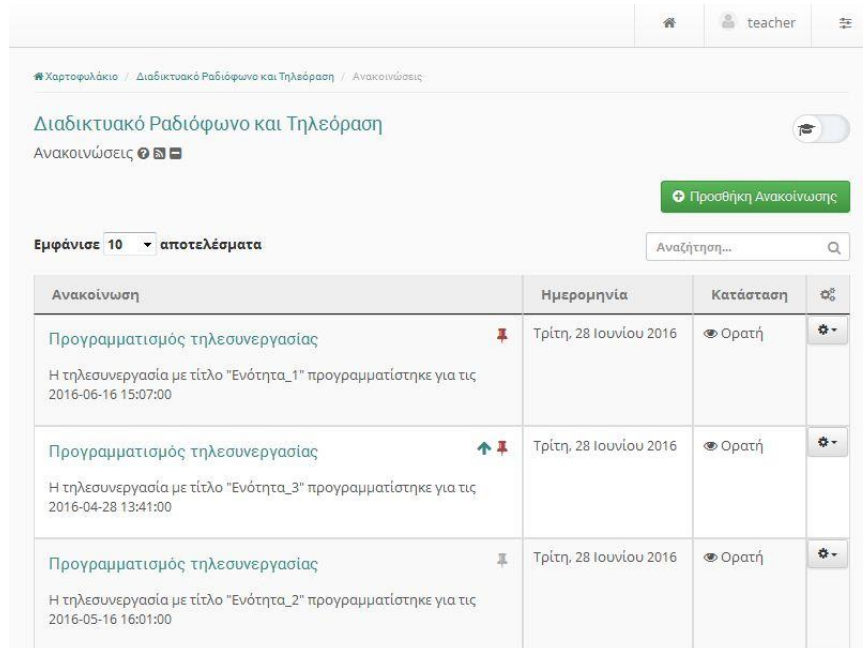 teacher
Χαρτοφυλάκιο / Διαδικτυακό Ραδιόφωνο και Τηλεόραση / Ανακοινώσεις
Διαδικτυακό Ραδιόφωνο και Τηλεόραση
Ανακοινώσεις
Προσθήκη Ανακοίνωσης
Εμφάνισε 10 αποτελέσματα
Αναζήτηση...
Ανακοίνωση Ημερομηνία Κατάσταση
Προγραμματισμός τηλεσυνεργασίας Τρίτη, 28 Ιουνίου 2016 Ορατή
Η τηλεσυνεργασία με τίτλο "Ενότητα_1" προγραμματίστηκε για τις
2016-06-16 15:07:00
Προγραμματισμός τηλεσυνεργασίας Τρίτη, 28 Ιουνίου 2016 Ορατή
Η τηλεσυνεργασία με τίτλο "Ενότητα_3" προγραμματίστηκε για τις
2016-04-28 13:41:00
Προγραμματισμός τηλεσυνεργασίας Τρίτη, 28 Ιουνίου 2016 Ορατή
Η τηλεσυνεργασία με τίτλο "Ενότητα_2" προγραμματίστηκε για τις
2016-05-16 16:01:00